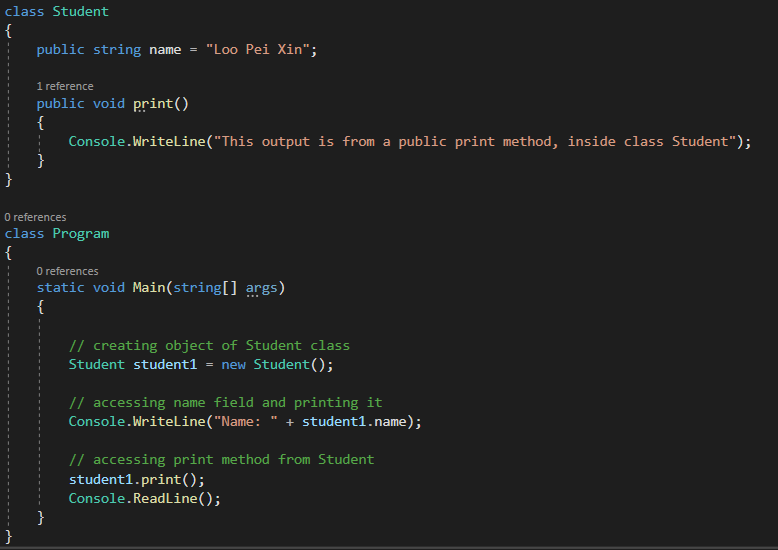 class Student
{
public string name = "Loo Pei Xin";
1 reference
public void print()
{
Console.WriteLine("This output is from a public print method, inside class Student");
}
}
0 references
class Program
{
0 references
static void Main(string[] args)
{
// creating object of Student class
Student student1 = new Student();
// accessing name field and printing it
Console.WriteLine("Name: " + student1.name);
// accessing print method from Student
student1.print();
Console.ReadLine();
}
}